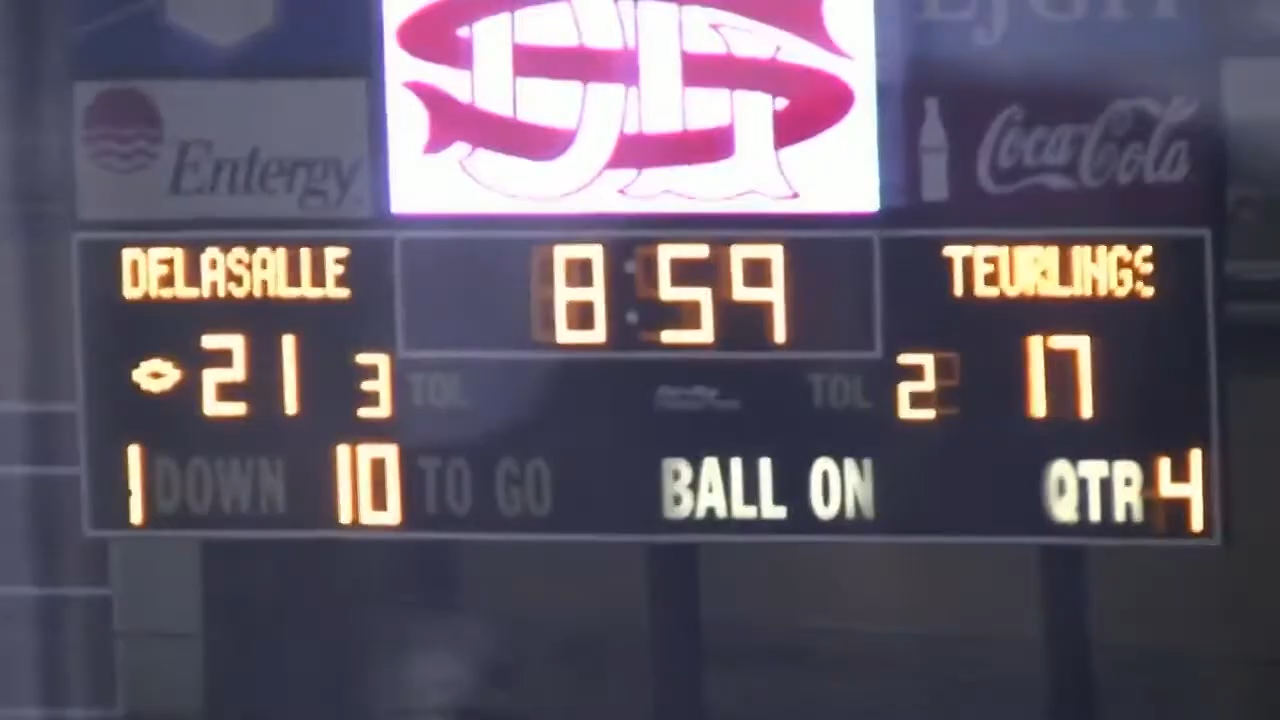 Entergy
Coca-Cola
DELASALLE 8:59 TEURLINGS
21 3 TOL TOL 2 17
1 DOWN 10 TO GO BALL ON QTR 4